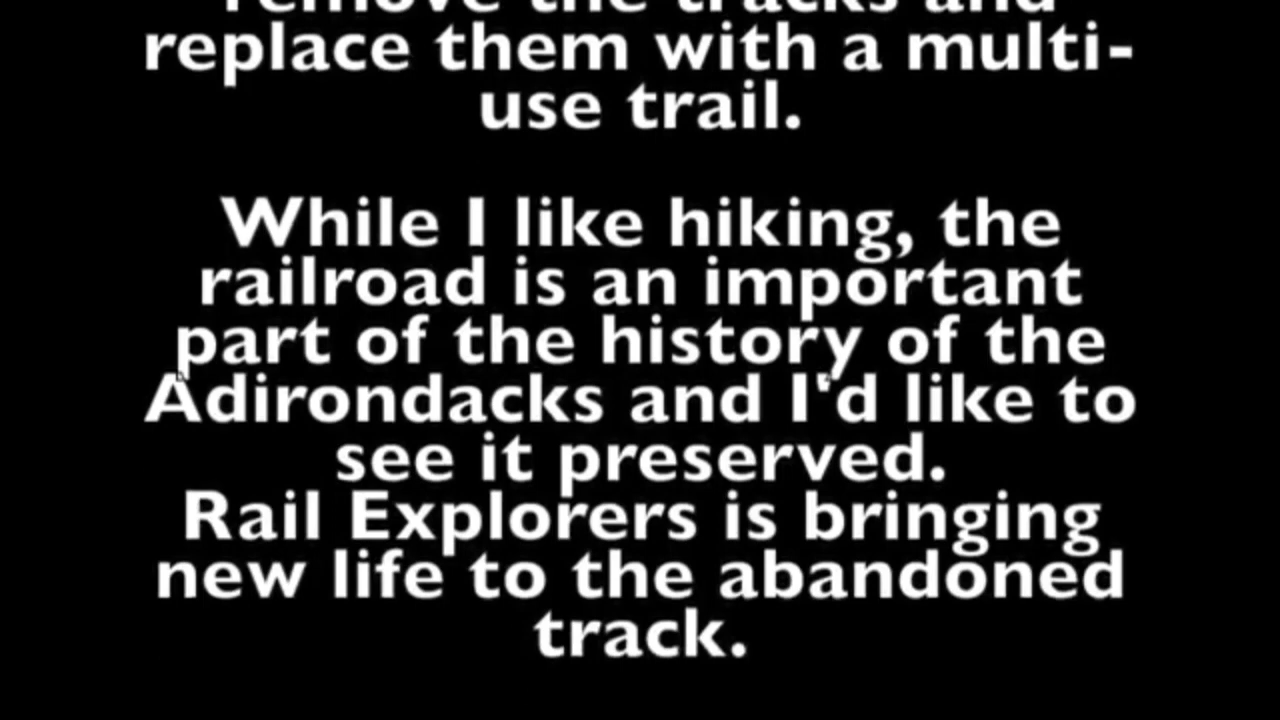 remove the tracks and
replace them with a multi-
use trail.
While I like hiking, the
railroad is an important
part of the history of the
Adirondacks and I'd like to
see it preserved.
Rail Explorers is bringing
new life to the abandoned
track.